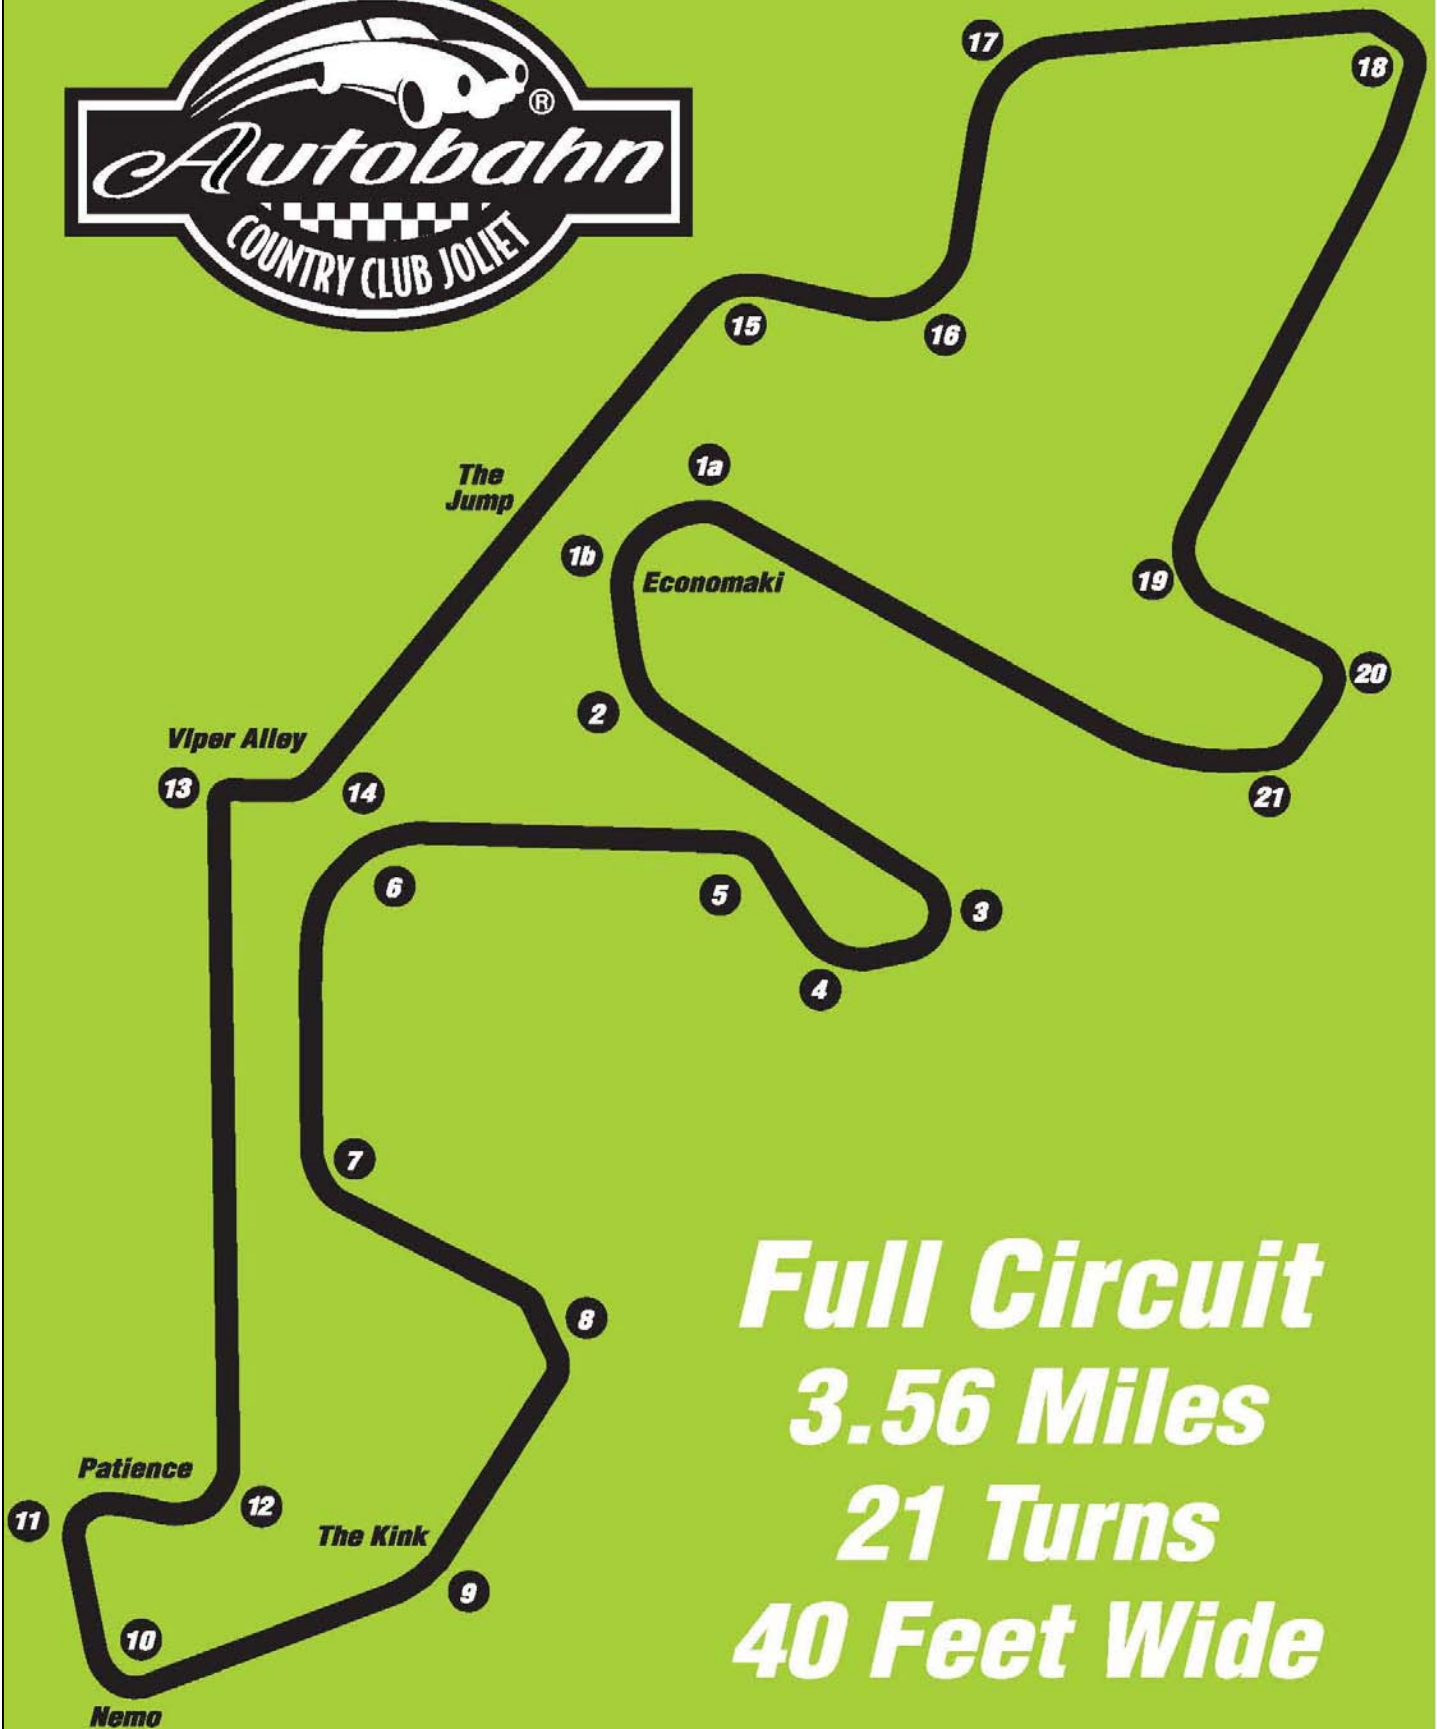 Autobahn ®
COUNTRY CLUB JOLIET
17
18
15
16
The
Jump
1a
1b
Economaki
19
20
2
Viper Alley
13
14
21
6
5
3
4
7
8
Patience
11
12
The Kink
9
10
Nemo
Full Circuit
3.56 Miles
21 Turns
40 Feet Wide